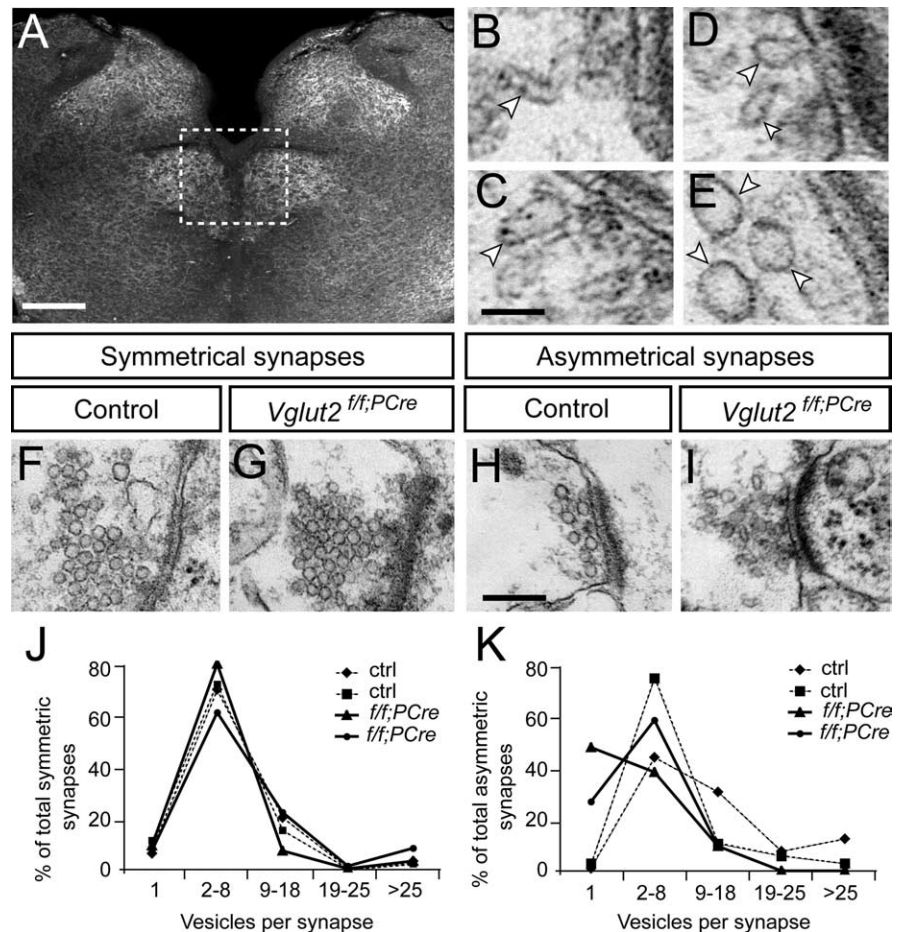 A
B
D
C
E
Symmetrical synapses
Asymmetrical synapses
Control
Vglut2 f/f;PCre
Control
Vglut2 f/f;PCre
F
G
H
I
J
K
80
60
40
20
0
% of total symmetric
synapses
ctrl
ctrl
f/f;PCre
f/f;PCre
1
2-8
9-18
19-25
>25
Vesicles per synapse
80
60
40
20
0
% of total asymmetric
synapses
ctrl
ctrl
f/f;PCre
f/f;PCre
1
2-8
9-18
19-25
>25
Vesicles per synapse